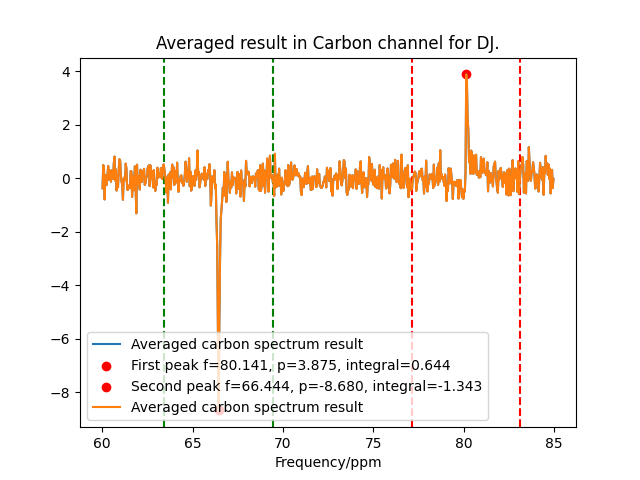 Averaged result in Carbon channel for DJ.
4
2
0
−2
−4
−6
−8
Averaged carbon spectrum result
First peak f=80.141, p=3.875, integral=0.644
Second peak f=66.444, p=-8.680, integral=-1.343
Averaged carbon spectrum result
60 65 70 75 80 85
Frequency/ppm